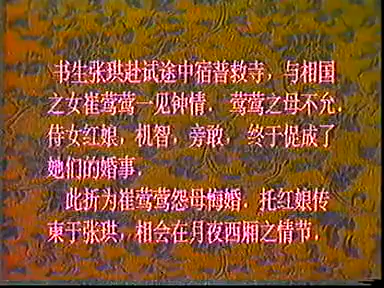 书生张珙赴试途中宿普救寺，与相国
之女崔莺莺一见钟情．莺莺之母不允．
侍女红娘，机智，旁敢，终于促成了
她们的婚事．
此折为崔莺莺怨母悔婚．托红娘传
柬于张珙．相会在月夜西厢之情节．